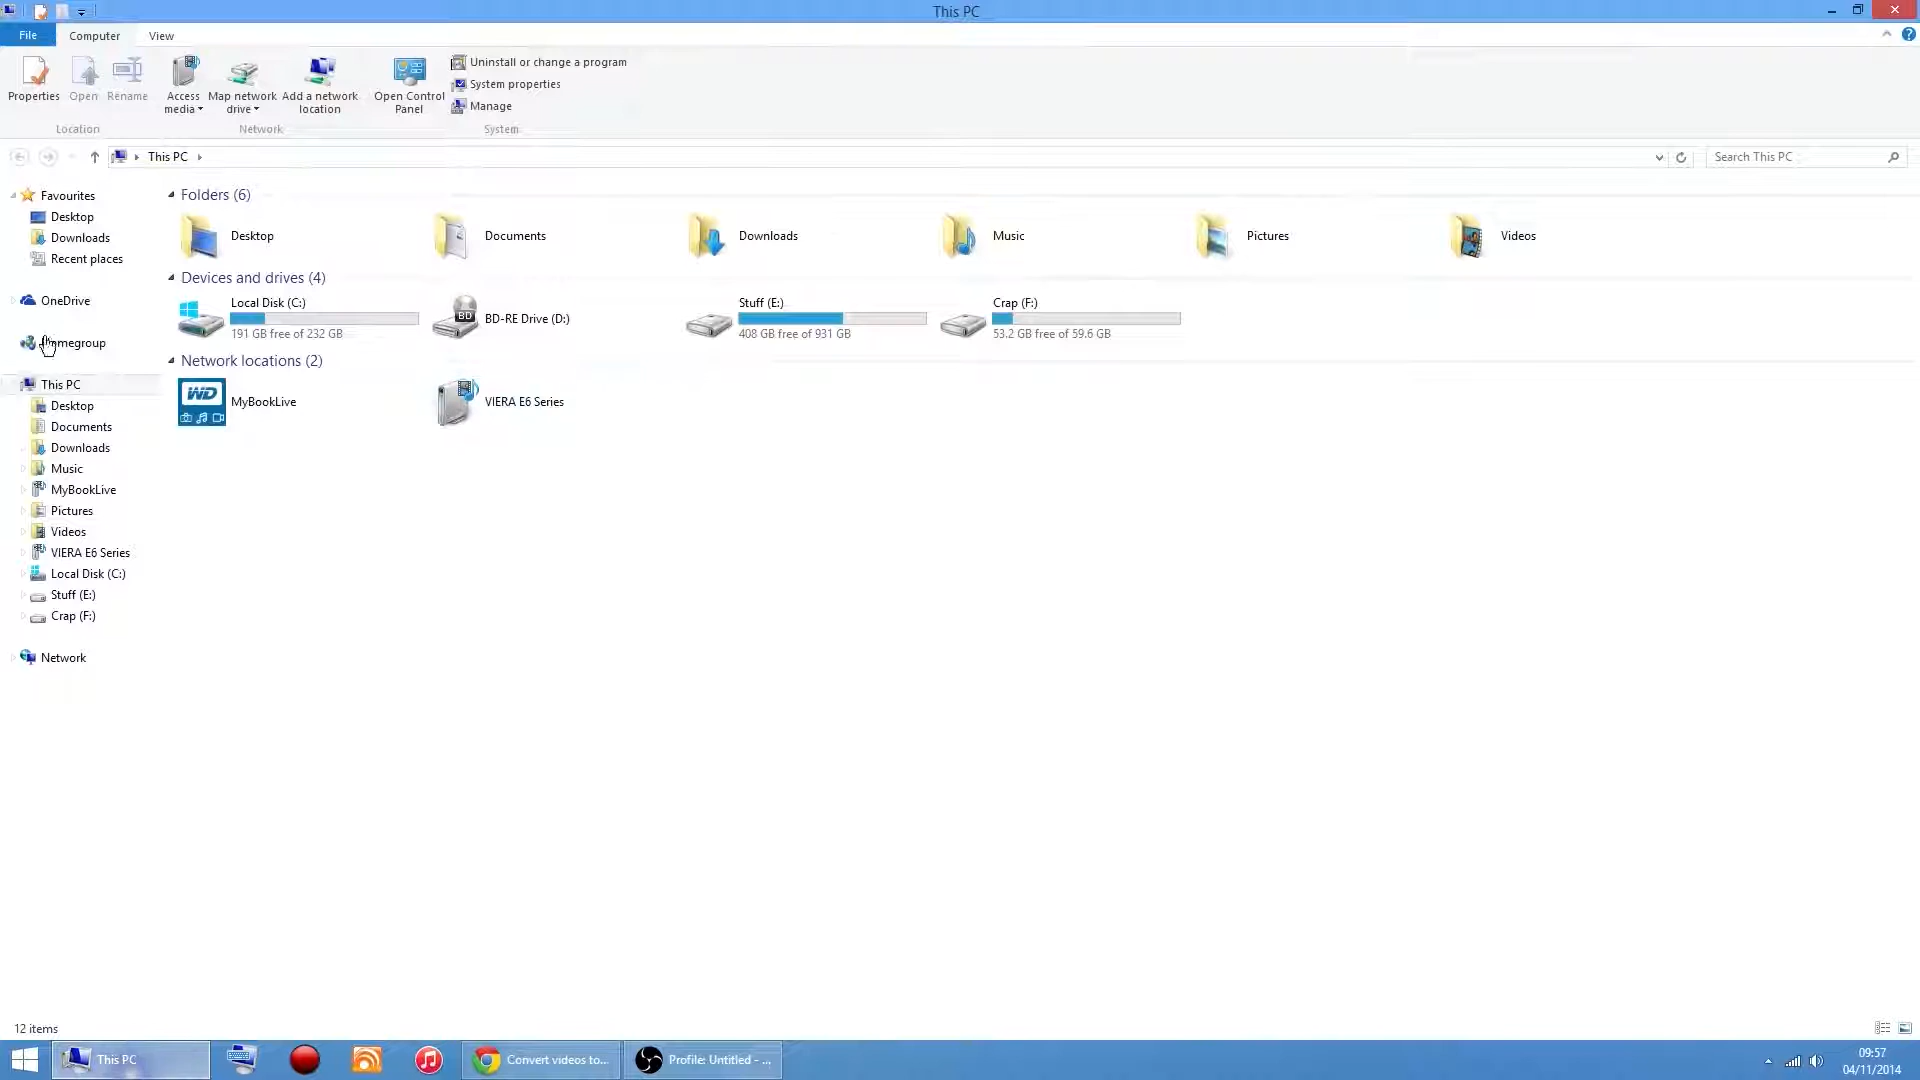 This PC
File Computer View
Uninstall or change a program
System properties
Manage
Properties Open Rename Access media Map network drive Add a network location Open Control Panel
Location Network System
This PC
Search This PC
Favourites
Desktop
Downloads
Recent places
OneDrive
megroup
This PC
Desktop
Documents
Downloads
Music
MyBookLive
Pictures
Videos
VIERA E6 Series
Local Disk (C:)
Stuff (E:)
Crap (F:)
Network
Folders (6)
Desktop Documents Downloads Music Pictures Videos
Devices and drives (4)
Local Disk (C:)
191 GB free of 232 GB
BD
BD-RE Drive (D:)
Stuff (E:)
408 GB free of 931 GB
Crap (F:)
53.2 GB free of 59.6 GB
Network locations (2)
WD
MyBookLive
VIERA E6 Series
12 items
This PC
Convert videos to...
Profile: Untitled - ...
09:57
04/11/2014